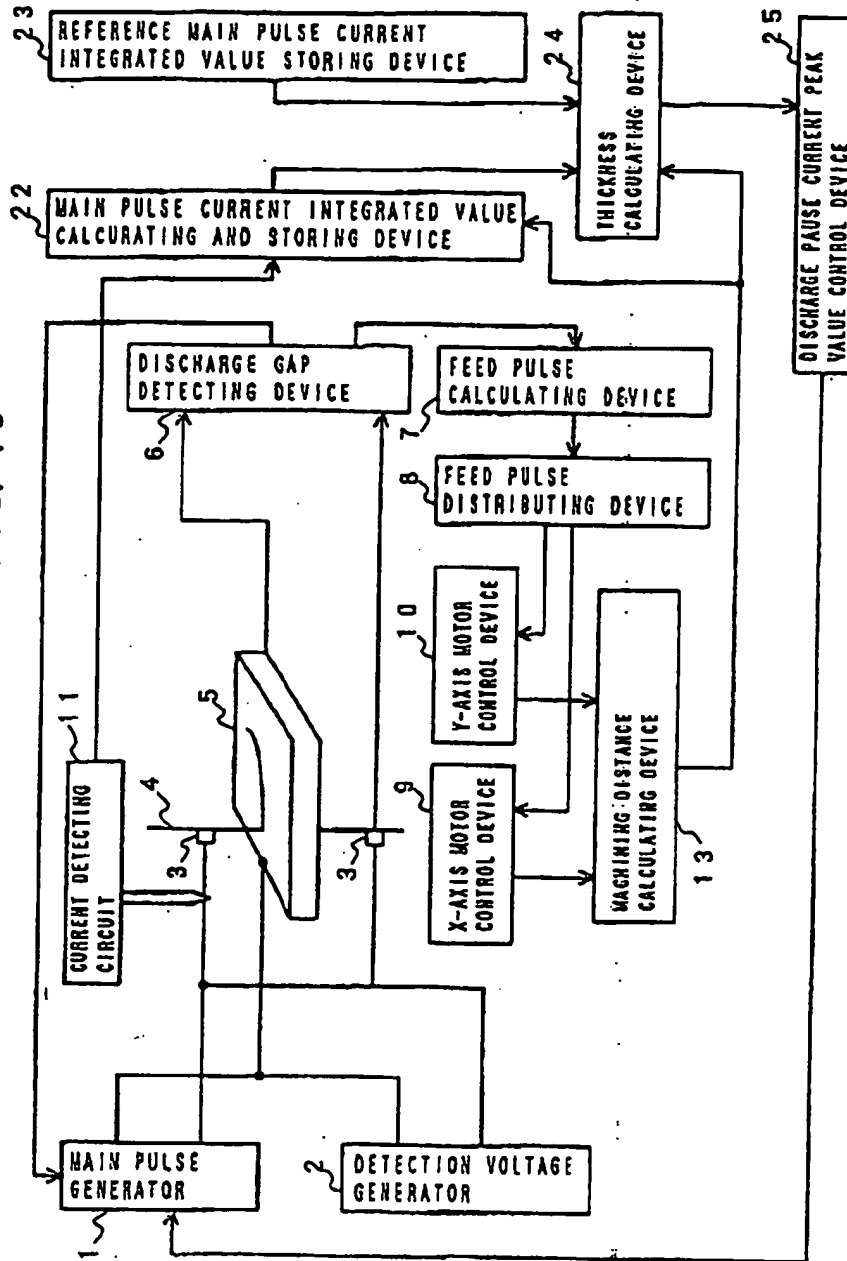 23
REFERENCE MAIN PULSE CURRENT
INTEGRATED VALUE STORING DEVICE
24
THICKNESS
CALCULATING DEVICE
25
DISCHARGE PAUSE CURRENT PEAK
VALUE CONTROL DEVICE
22
MAIN PULSE CURRENT INTEGRATED VALUE
CALCURATING AND STORING DEVICE
DISCHARGE GAP
DETECTING DEVICE
6
FEED PULSE
CALCULATING DEVICE
7
8
FEED PULSE
DISTRIBUTING DEVICE
11
CURRENT DETECTING
CIRCUIT
4
3
5
3
10
Y-AXIS MOTOR
CONTROL DEVICE
9
X-AXIS MOTOR
CONTROL DEVICE
MACHINING DISTANCE
CALCULATING DEVICE
13
MAIN PULSE
GENERATOR
1
2
DETECTION VOLTAGE
GENERATOR